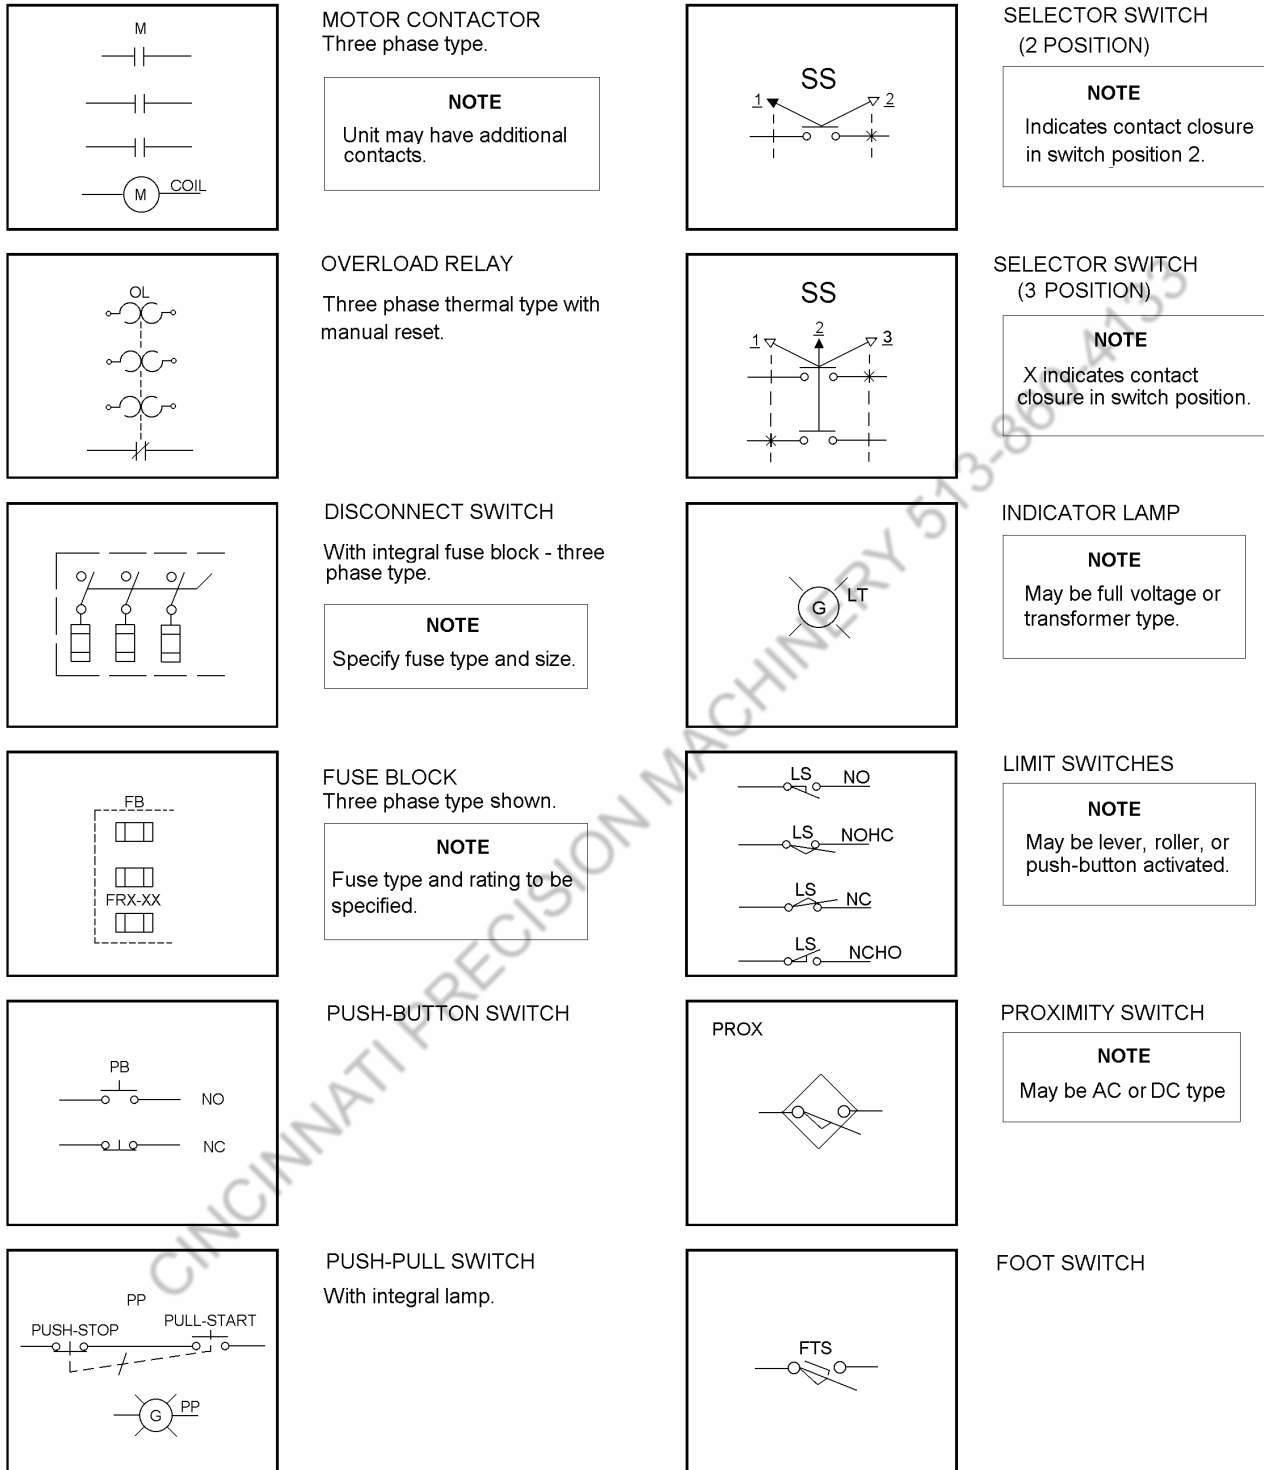 M
COIL
MOTOR CONTACTOR
Three phase type.
NOTE
Unit may have additional
contacts.
SS
1
2
SELECTOR SWITCH
(2 POSITION)
NOTE
Indicates contact closure
in switch position 2.
OL
OVERLOAD RELAY
Three phase thermal type with
manual reset.
SS
1
2
3
SELECTOR SWITCH
(3 POSITION)
NOTE
X indicates contact
closure in switch position.
DISCONNECT SWITCH
With integral fuse block - three
phase type.
NOTE
Specify fuse type and size.
G
LT
INDICATOR LAMP
NOTE
May be full voltage or
transformer type.
FB
FRX-XX
FUSE BLOCK
Three phase type shown.
NOTE
Fuse type and rating to be
specified.
LS NO
LS NOHC
LS NC
LS NCHO
LIMIT SWITCHES
NOTE
May be lever, roller, or
push-button activated.
PB
NO
NC
PUSH-BUTTON SWITCH
PROX
PROXIMITY SWITCH
NOTE
May be AC or DC type
PP
PUSH-STOP
PULL-START
G
PP
PUSH-PULL SWITCH
With integral lamp.
FTS
FOOT SWITCH
M
CINCINNATI PRECISION MACHINERY 513-860-4133